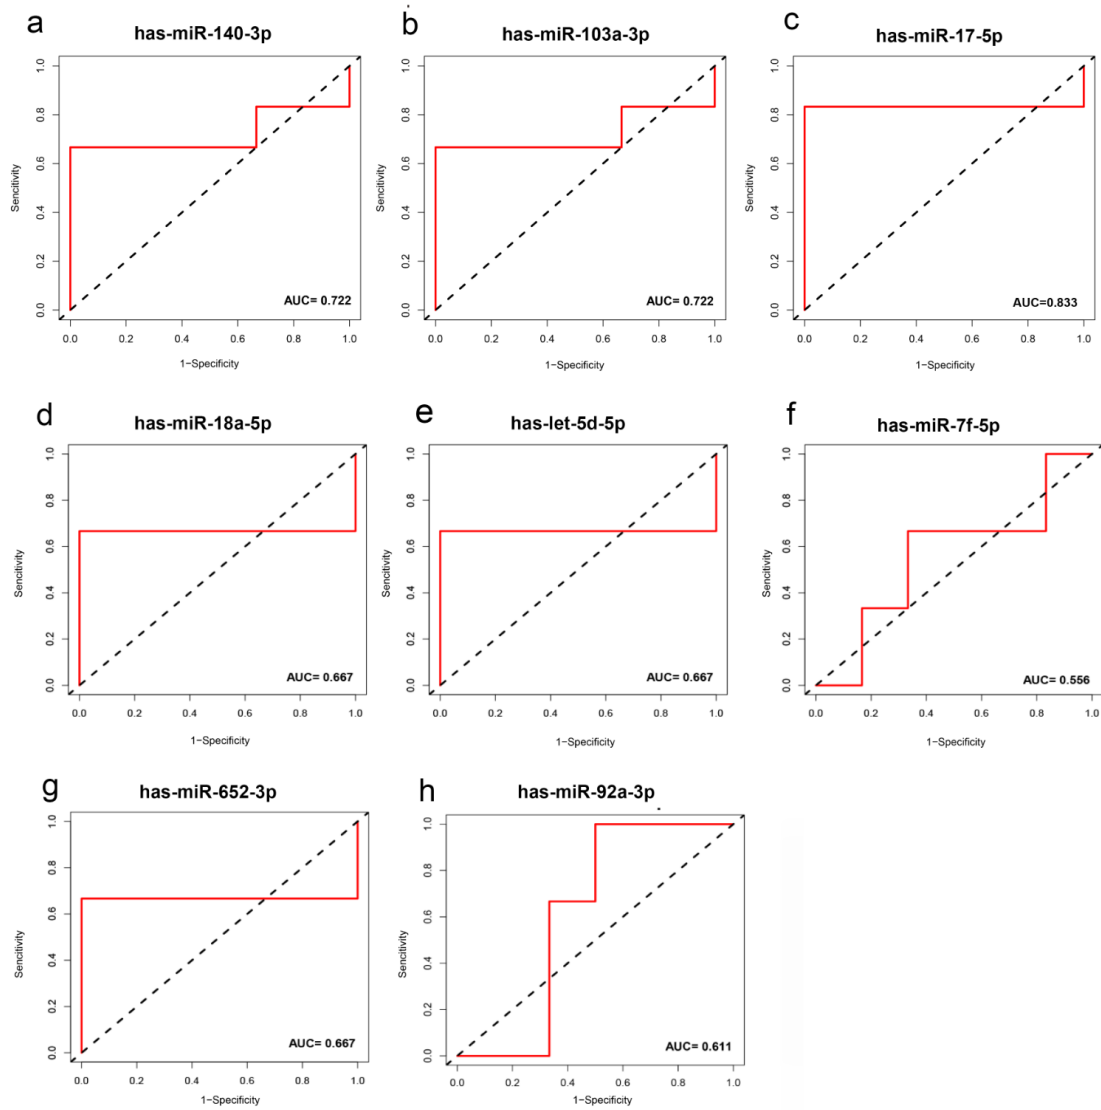 a
has-miR-140-3p
1.0
0.8
0.6
0.4
0.2
0.0
Sencitivity
AUC= 0.722
0.0 0.2 0.4 0.6 0.8 1.0
1−Specificity
b
has-miR-103a-3p
1.0
0.8
0.6
0.4
0.2
0.0
Sencitivity
AUC= 0.722
0.0 0.2 0.4 0.6 0.8 1.0
1−Specificity
c
has-miR-17-5p
1.0
0.8
0.6
0.4
0.2
0.0
Sencitivity
AUC=0.833
0.0 0.2 0.4 0.6 0.8 1.0
1−Specificity
d
has-miR-18a-5p
1.0
0.8
0.6
0.4
0.2
0.0
Sencitivity
AUC= 0.667
0.0 0.2 0.4 0.6 0.8 1.0
1−Specificity
e
has-let-5d-5p
1.0
0.8
0.6
0.4
0.2
0.0
Sencitivity
AUC= 0.667
0.0 0.2 0.4 0.6 0.8 1.0
1−Specificity
f
has-miR-7f-5p
1.0
0.8
0.6
0.4
0.2
0.0
Sencitivity
AUC= 0.556
0.0 0.2 0.4 0.6 0.8 1.0
1−Specificity
g
has-miR-652-3p
1.0
0.8
0.6
0.4
0.2
0.0
Sencitivity
AUC= 0.667
0.0 0.2 0.4 0.6 0.8 1.0
1−Specificity
h
has-miR-92a-3p
1.0
0.8
0.6
0.4
0.2
0.0
Sencitivity
AUC= 0.611
0.0 0.2 0.4 0.6 0.8 1.0
1−Specificity